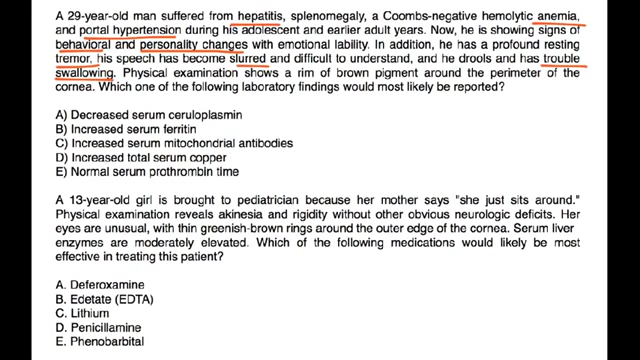 A 29-year-old man suffered from hepatitis, splenomegaly, a Coombs-negative hemolytic anemia,
and portal hypertension during his adolescent and earlier adult years. Now, he is showing signs of
behavioral and personality changes with emotional lability. In addition, he has a profound resting
tremor, his speech has become slurred and difficult to understand, and he drools and has trouble
swallowing. Physical examination shows a rim of brown pigment around the perimeter of the
cornea. Which one of the following laboratory findings would most likely be reported?
A) Decreased serum ceruloplasmin
B) Increased serum ferritin
C) Increased serum mitochondrial antibodies
D) Increased total serum copper
E) Normal serum prothrombin time
A 13-year-old girl is brought to pediatrician because her mother says "she just sits around."
Physical examination reveals akinesia and rigidity without other obvious neurologic deficits. Her
eyes are unusual, with thin greenish-brown rings around the outer edge of the cornea. Serum liver
enzymes are moderately elevated. Which of the following medications would likely be most
effective in treating this patient?
A. Deferoxamine
B. Edetate (EDTA)
C. Lithium
D. Penicillamine
E. Phenobarbital